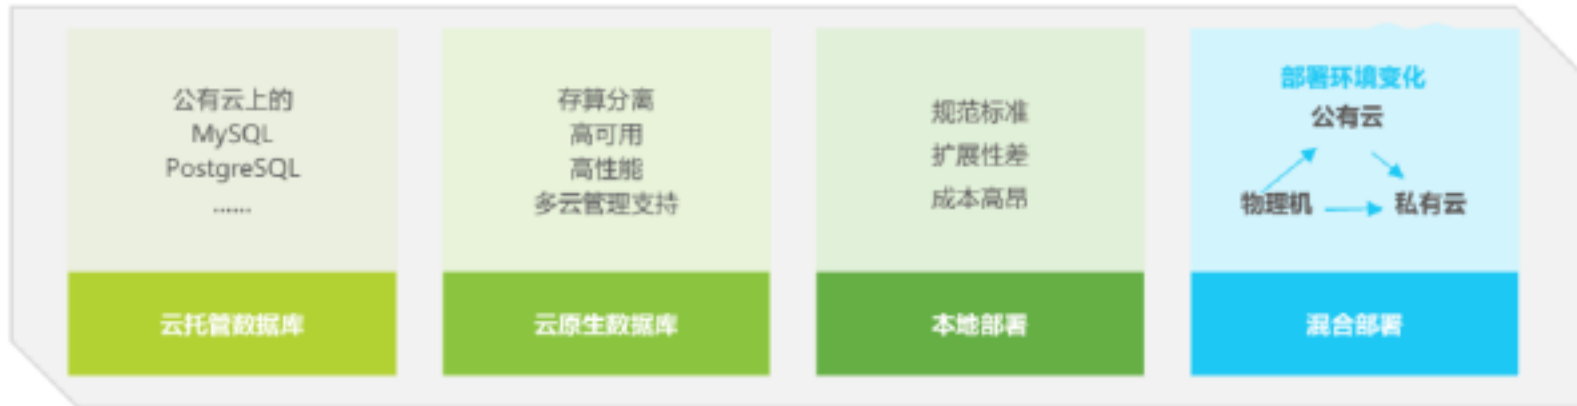 公有云上的
MySQL
PostgreSQL
......
云托管数据库
存算分离
高可用
高性能
多云管理支持
云原生数据库
规范标准
扩展性差
成本高昂
本地部署
部署环境变化
公有云
物理机
私有云
混合部署